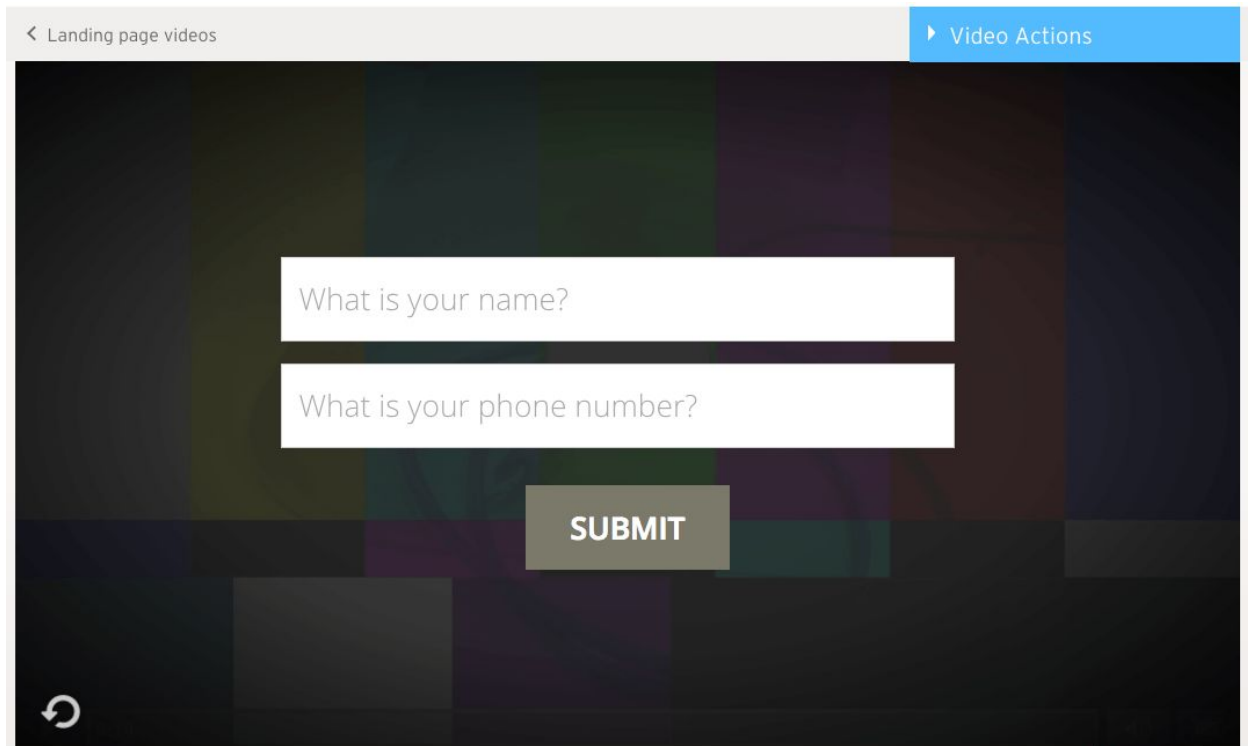 Landing page videos
Video Actions
What is your name?
What is your phone number?
SUBMIT